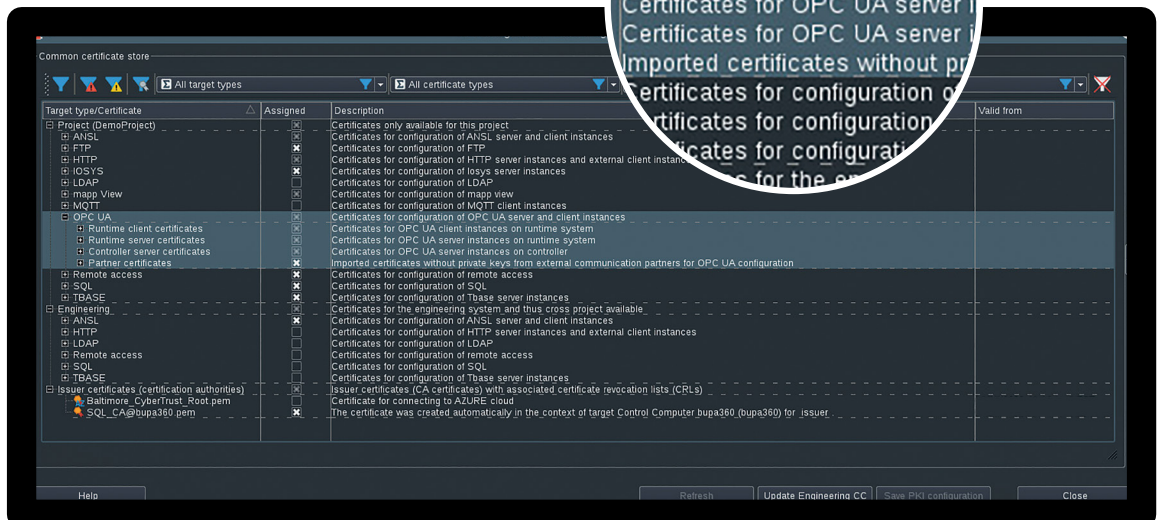 Certificates for OPC UA server
Certificates for OPC UA server
Imported certificates without
Certificates for configuration
Certificates for configuration
for configurati
for the
Common certificate store
All target types
All certificate types
Target type/Certificate Assigned Description Valid from
Project (DemoProject) Certificates only available for this project
ANSL Certificates for configuration of ANSL server and client instances
FTP Certificates for configuration of FTP
HTTP Certificates for configuration of HTTP server instances and external client instances
IOSYS Certificates for configuration of Iosys server instances
LDAP Certificates for configuration of LDAP
mapp View Certificates for configuration of mapp view
MQTT Certificates for configuration of MQTT client instances
OPC UA Certificates for configuration of OPC UA server and client instances
Runtime client certificates Certificates for OPC UA client instances on runtime system
Runtime server certificates Certificates for OPC UA server instances on runtime system
Controller server certificates Certificates for OPC UA server instances on controller
Partner certificates Imported certificates without private keys from external communication partners for OPC UA configuration
Remote access Certificates for configuration of remote access
SQL Certificates for configuration of SQL
TBASE Certificates for configuration of Tbase server instances
Engineering Certificates for the engineering system and thus cross project available
ANSL Certificates for configuration of ANSL server and client instances
HTTP Certificates for configuration of HTTP server instances and external client instances
LDAP Certificates for configuration of LDAP
Remote access Certificates for configuration of remote access
SQL Certificates for configuration of SQL
TBASE Certificates for configuration of Tbase server instances
Issuer certificates (certification authorities) Issuer certificates (CA certificates) with associated certificate revocation lists (CRLs)
Baltimore_CyberTrust_Root.pem Certificate for connecting to AZURE cloud
SQL_CA@bupa360.pem The certificate was created automatically in the context of target Control Computer bupa360 (bupa360) for issuer
Help Refresh Update Engineering CC Save PKI configuration Close